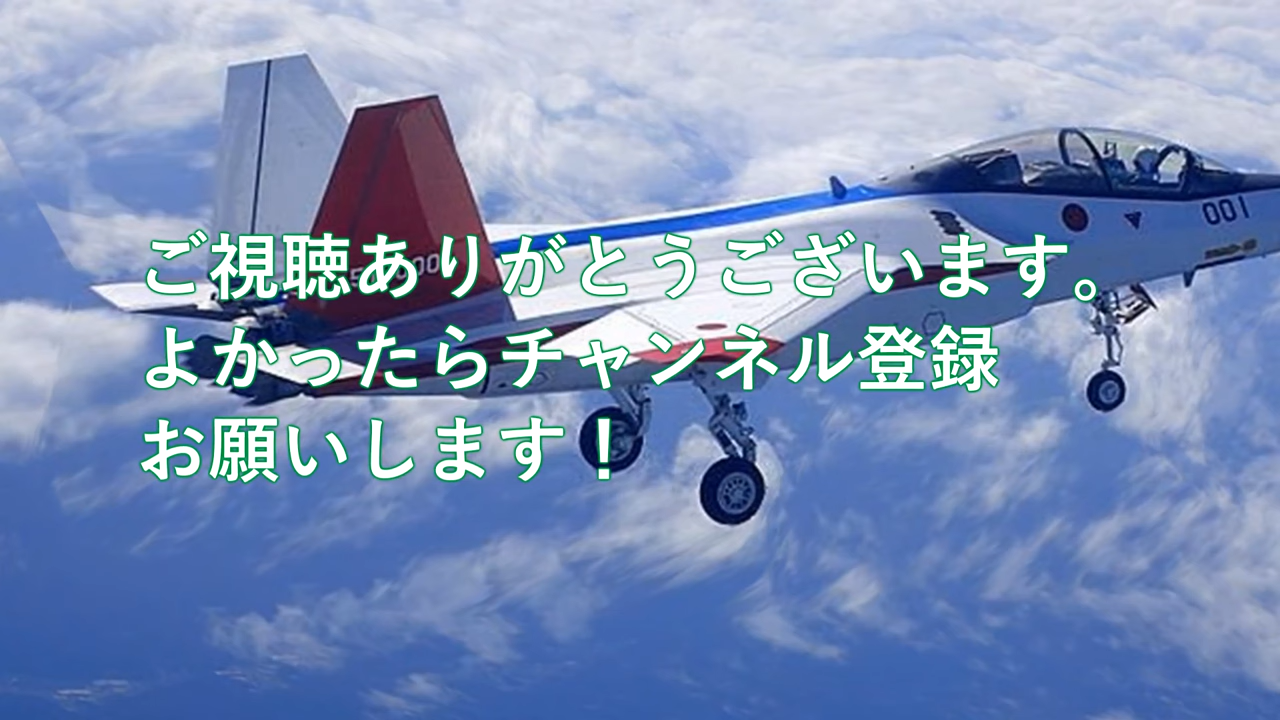 001
ご視聴ありがとうございます。
よかったらチャンネル登録
お願いします！